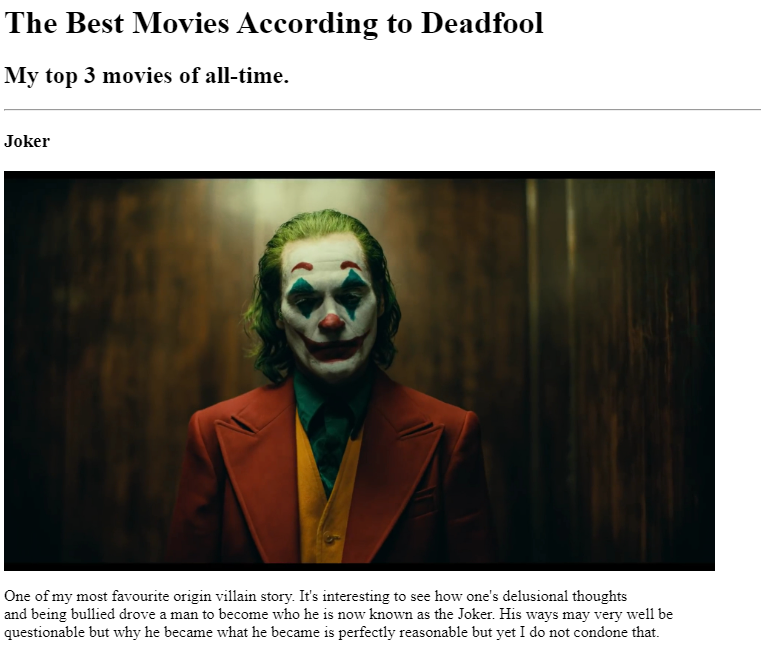 The Best Movies According to Deadfool
My top 3 movies of all-time.
Joker
One of my most favourite origin villain story. It's interesting to see how one's delusional thoughts
and being bullied drove a man to become who he is now known as the Joker. His ways may very well be
questionable but why he became what he became is perfectly reasonable but yet I do not condone that.